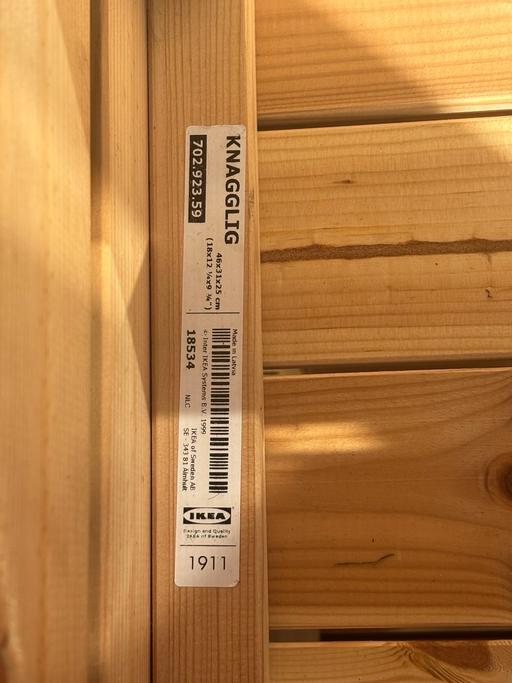 KNAGGLIG
702.923.59
46x31x25 cm
(18x12 ¼x9 ¾")
Made in Latvia
© Inter IKEA Systems B.V. 1999
18534
NLC
IKEA of Sweden AB
SE - 343 81 Älmhult
IKEA
Design and Quality
IKEA of Sweden
1911